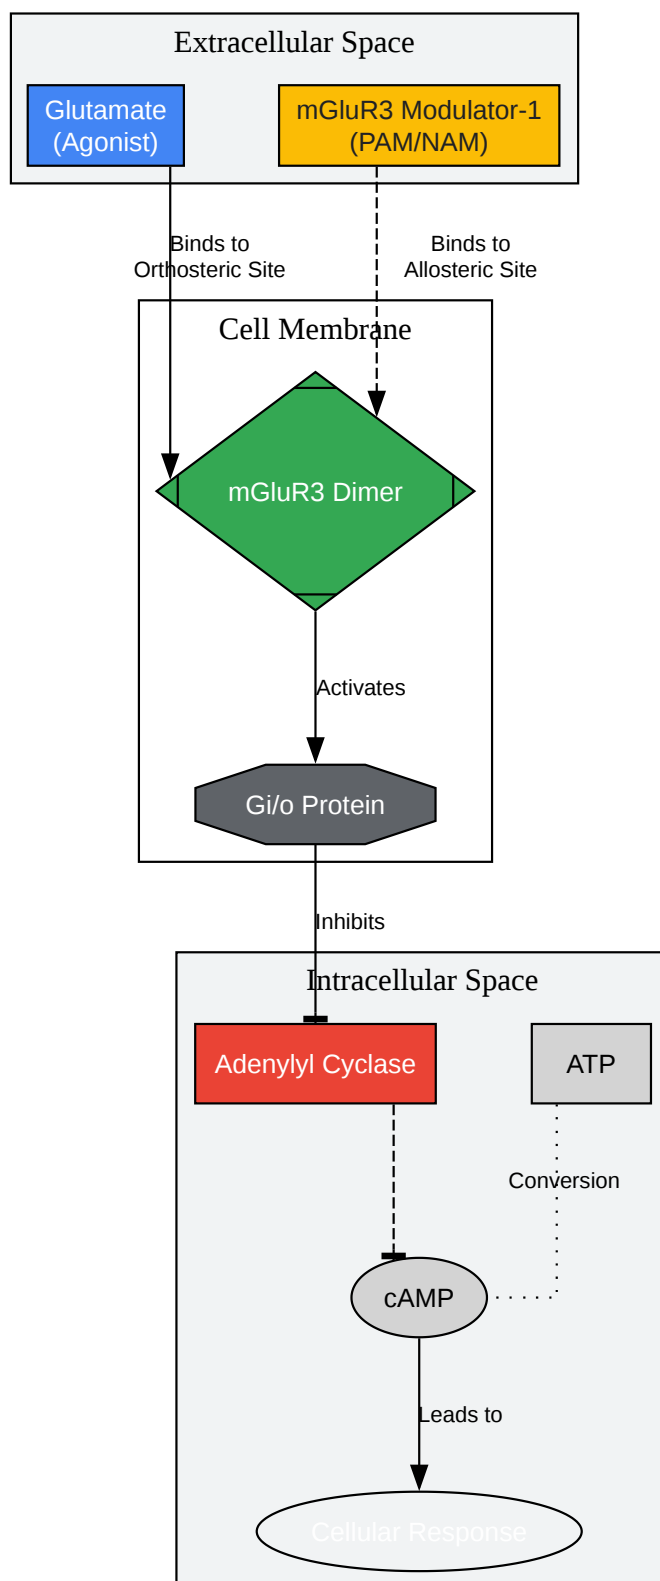 Extracellular Space
Glutamate
(Agonist)
mGluR3 Modulator-1
(PAM/NAM)
Binds to
Orthosteric Site
Binds to
Allosteric Site
Cell Membrane
mGluR3 Dimer
Activates
Gi/o Protein
Inhibits
Intracellular Space
Adenylyl Cyclase
ATP
Conversion
cAMP
Leads to
Cellular Response